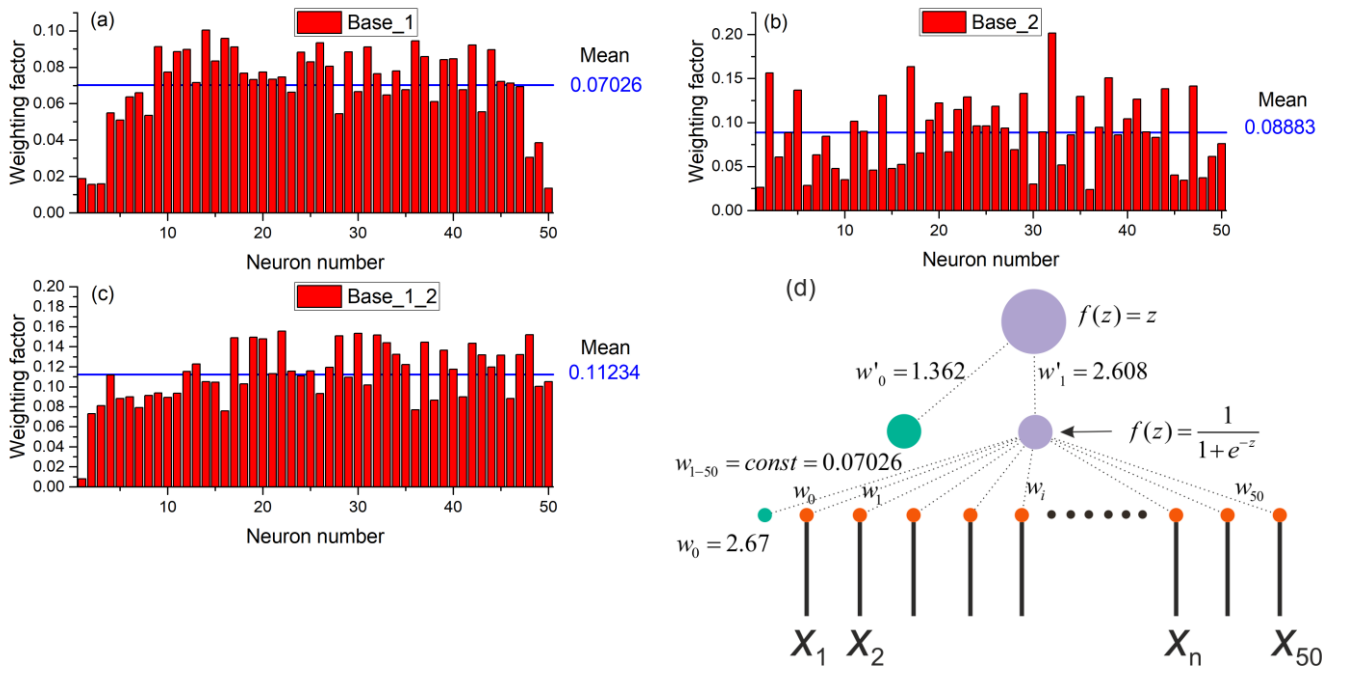 (a)
Base_1
Weighting factor
0.10
0.08
0.06
0.04
0.02
0.00
10
20
30
40
50
Neuron number
Mean
0.07026
(b)
Base_2
Weighting factor
0.20
0.15
0.10
0.05
0.00
10
20
30
40
50
Neuron number
Mean
0.08883
(c)
Base_1_2
Weighting factor
0.20
0.18
0.16
0.14
0.12
0.10
0.08
0.06
0.04
0.02
0.00
10
20
30
40
50
Neuron number
Mean
0.11234
(d)
f(z) = z
w'₀ = 1.362
w'₁ = 2.608
f(z) = 1/(1 + e^{-z})
w₁₋₅₀ = const = 0.07026
w₀
w₁
wᵢ
w₅₀
w₀ = 2.67
X₁
X₂
Xₙ
X₅₀